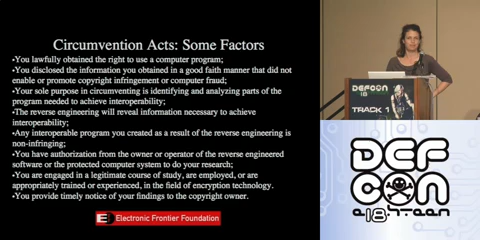 Circumvention Acts: Some Factors
•You lawfully obtained the right to use a computer program;
•You disclosed the information you obtained in a good faith manner that did not
enable or promote copyright infringement or computer fraud;
•Your sole purpose in circumventing is identifying and analyzing parts of the
program needed to achieve interoperability;
•The reverse engineering will reveal information necessary to achieve
interoperability;
•Any interoperable program you created as a result of the reverse engineering is
non-infringing;
•You have authorization from the owner or operator of the reverse engineered
software or the protected computer system to do your research;
•You are engaged in a legitimate course of study, are employed, or are
appropriately trained or experienced, in the field of encryption technology.
•You provide timely notice of your findings to the copyright owner.
Electronic Frontier Foundation
DEFCON
18
TRACK 1
DEF
CON